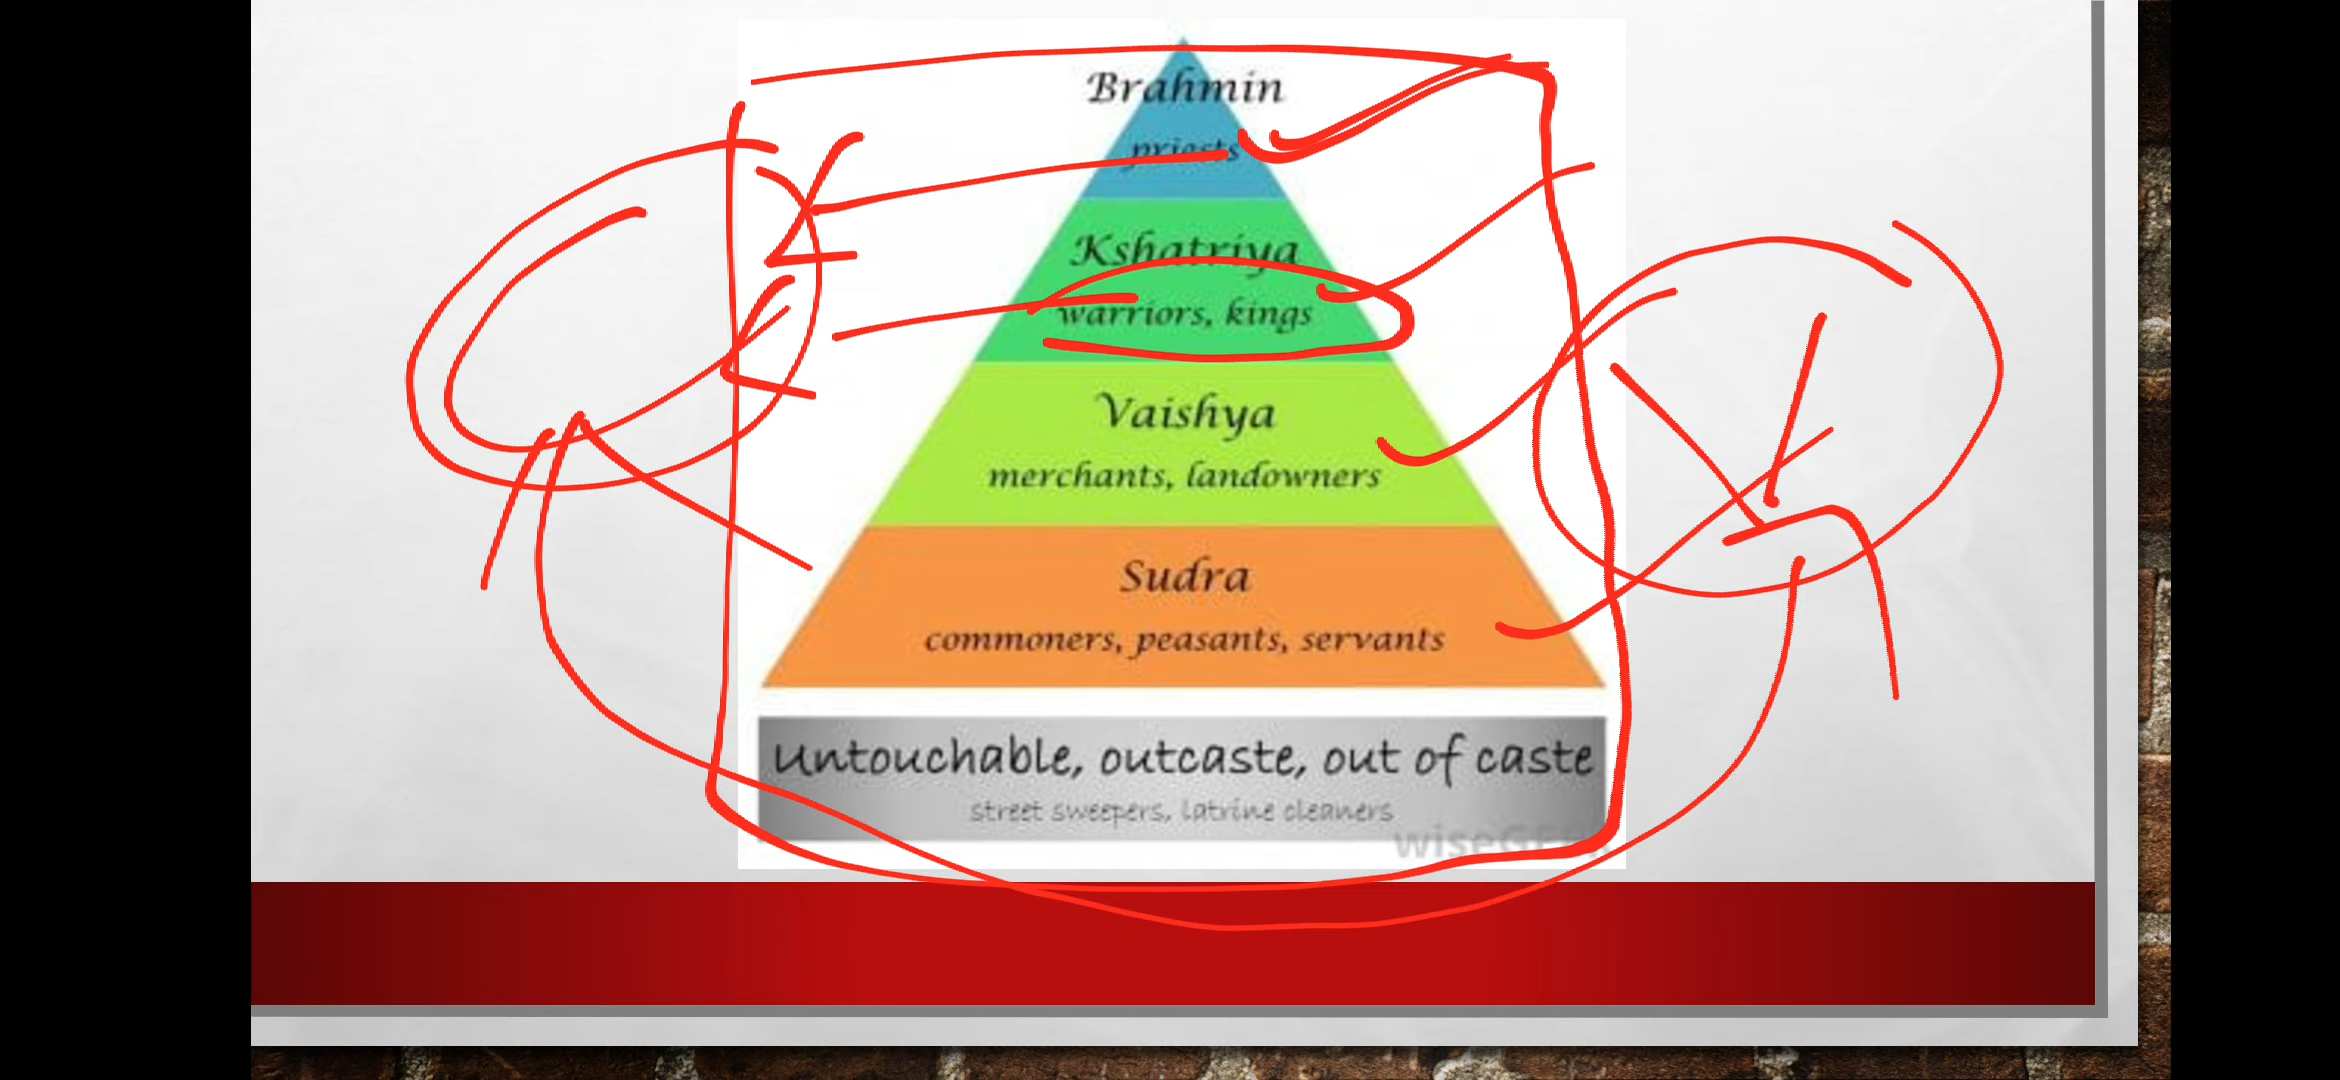 Brahmin
priests
Kshatriya
warriors, kings
Vaishya
merchants, landowners
Sudra
commoners, peasants, servants
Untouchable, outcaste, out of caste
street sweepers, latrine cleaners